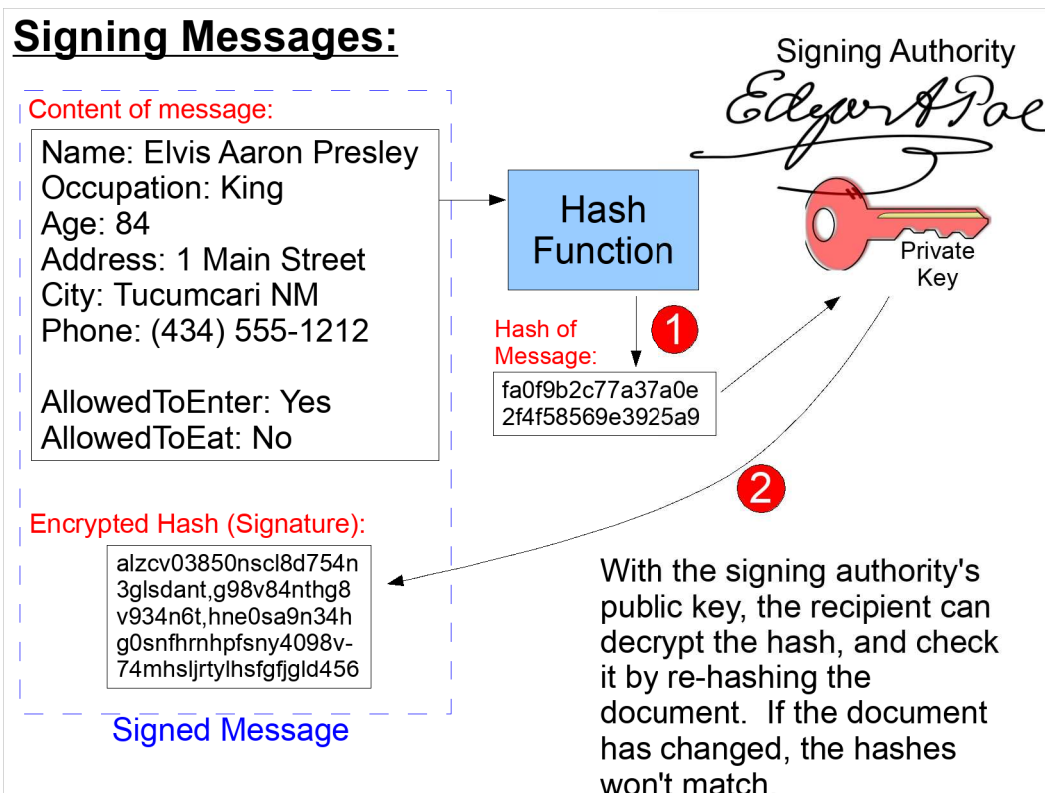 Signing Messages:
Signing Authority
Edgar A Poe
Content of message:
Name: Elvis Aaron Presley
Occupation: King
Age: 84
Address: 1 Main Street
City: Tucumcari NM
Phone: (434) 555-1212
AllowedToEnter: Yes
AllowedToEat: No
Hash
Function
Private
Key
1
Hash of
Message:
fa0f9b2c77a37a0e
2f4f58569e3925a9
2
Encrypted Hash (Signature):
alzcv03850nscl8d754n
3glsdant,g98v84nthg8
v934n6t,hne0sa9n34h
g0snfhrnhpfsny4098v-
74mhsljrtylhsfgfjgld456
Signed Message
With the signing authority's
public key, the recipient can
decrypt the hash, and check
it by re-hashing the
document.  If the document
has changed, the hashes
won't match.